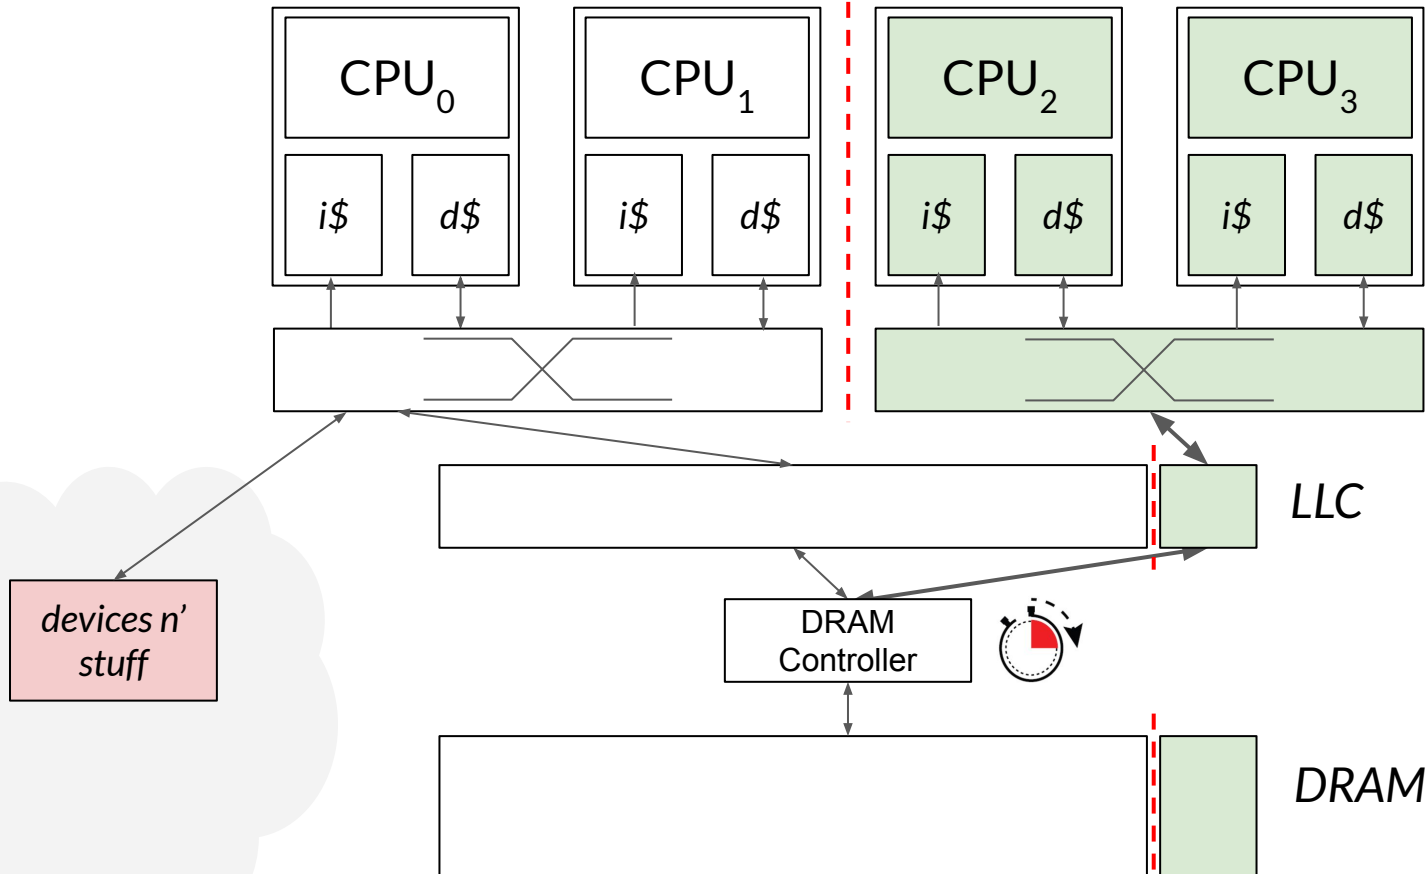 CPU0
CPU1
CPU2
CPU3
i$
d$
i$
d$
i$
d$
i$
d$
LLC
devices n’
stuff
DRAM
Controller
DRAM